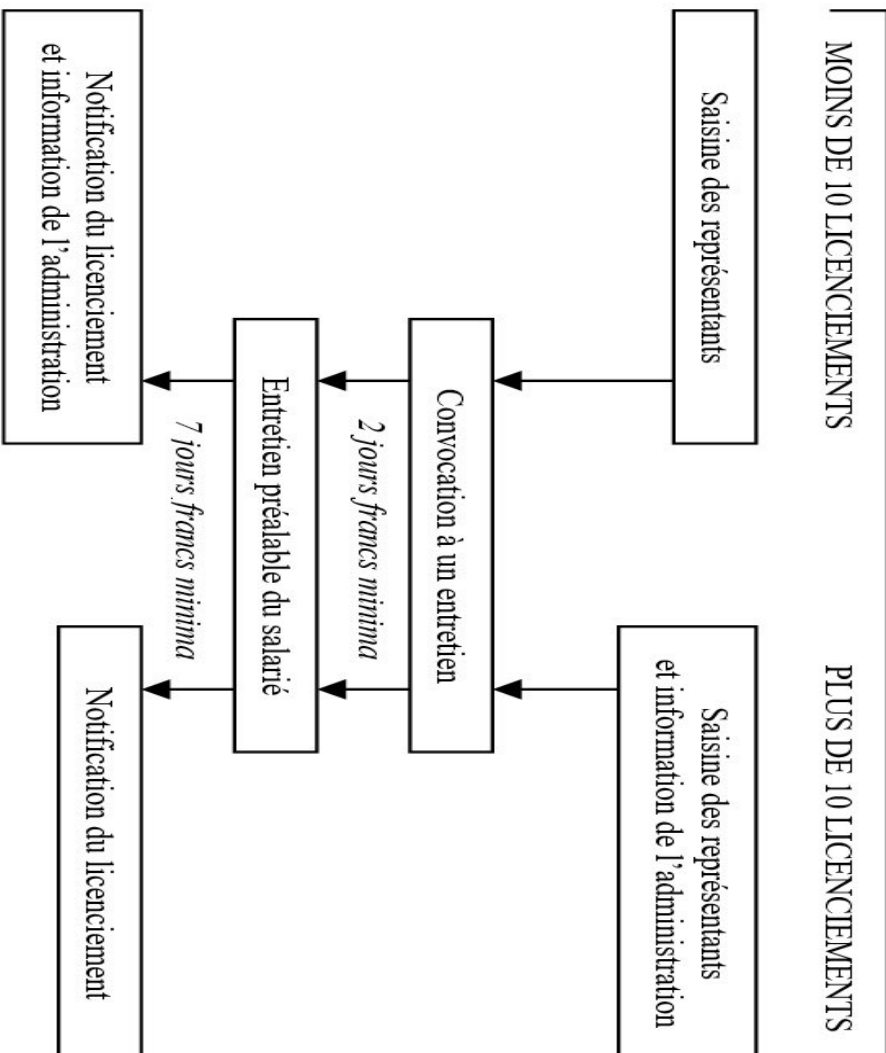 MOINS DE 10 LICENCIEMENTS
PLUS DE 10 LICENCIEMENTS
Saisine des représentants
Saisine des représentants
et information de l'administration
Convocation à un entretien
2 jours francs minima
Entretien préalable du salarié
7 jours francs minima
Notification du licenciement
et information de l'administration
Notification du licenciement